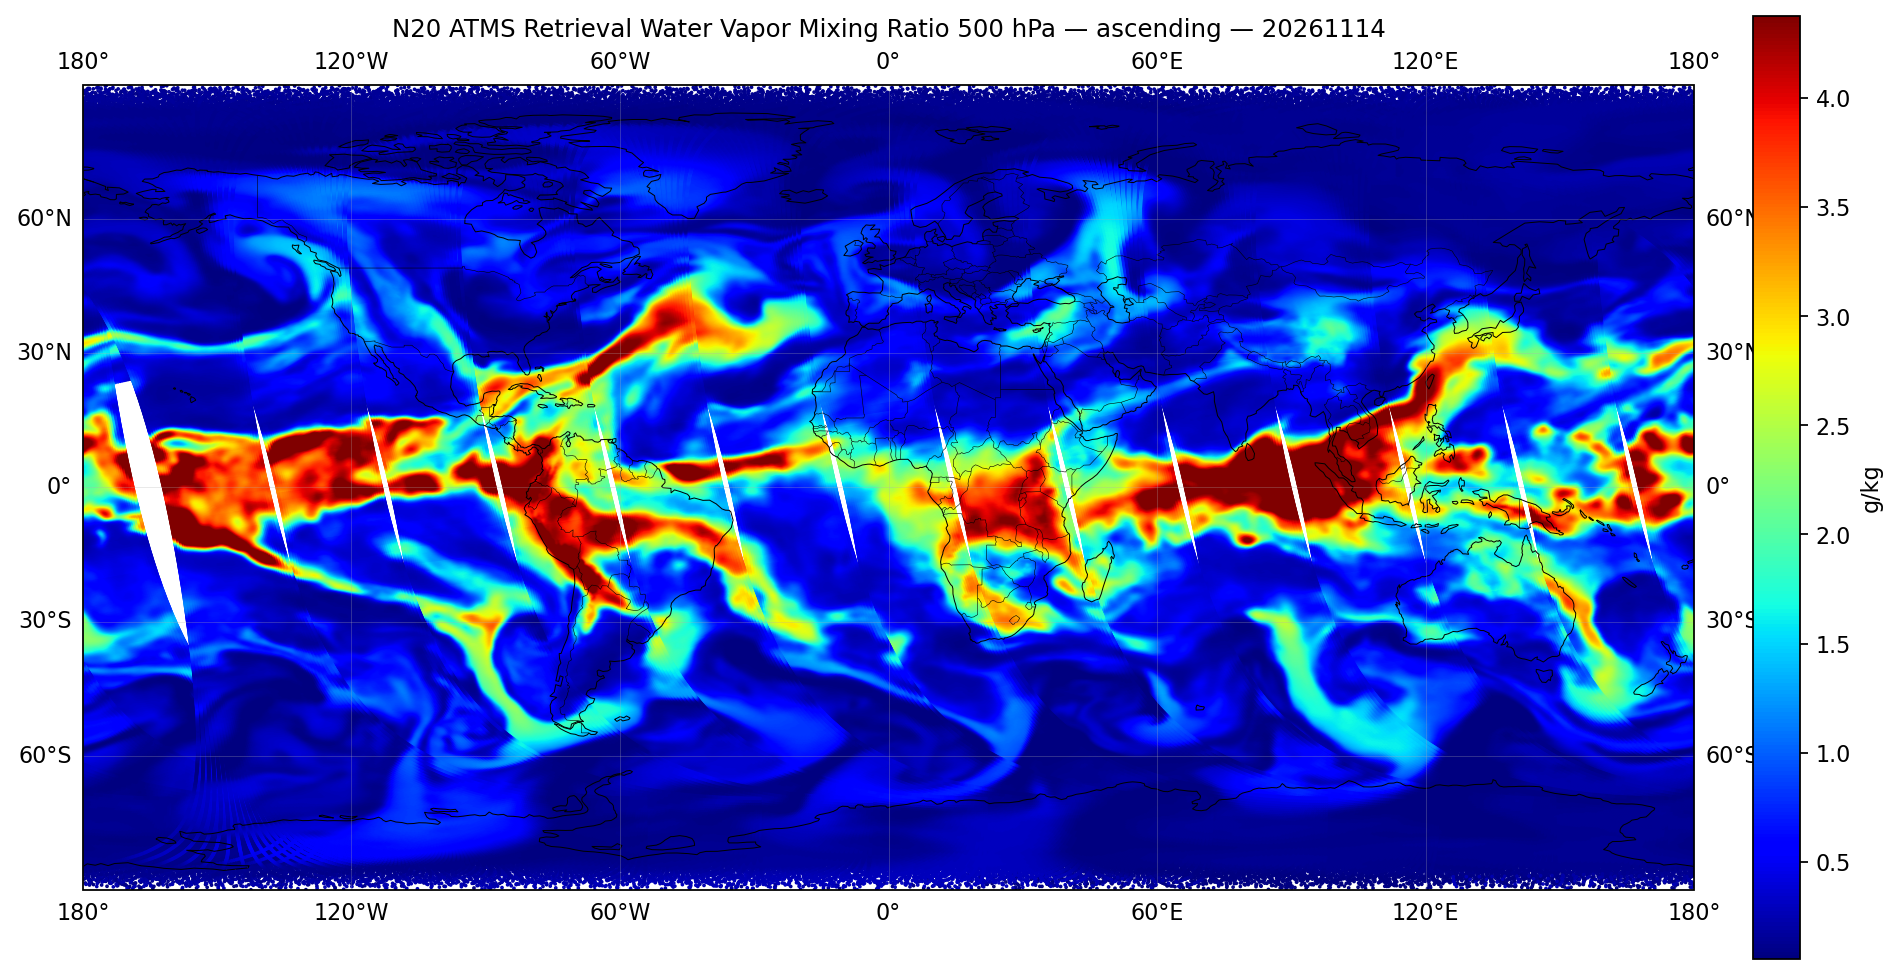 N20 ATMS Retrieval Water Vapor Mixing Ratio 500 hPa — ascending — 20261114
180° 120°W 60°W 0° 60°E 120°E 180°
60°N 60°N
30°N 30°N
0° 0°
30°S 30°S
60°S 60°S
180° 120°W 60°W 0° 60°E 120°E 180°
4.0
3.5
3.0
2.5
2.0
1.5
1.0
0.5
g/kg